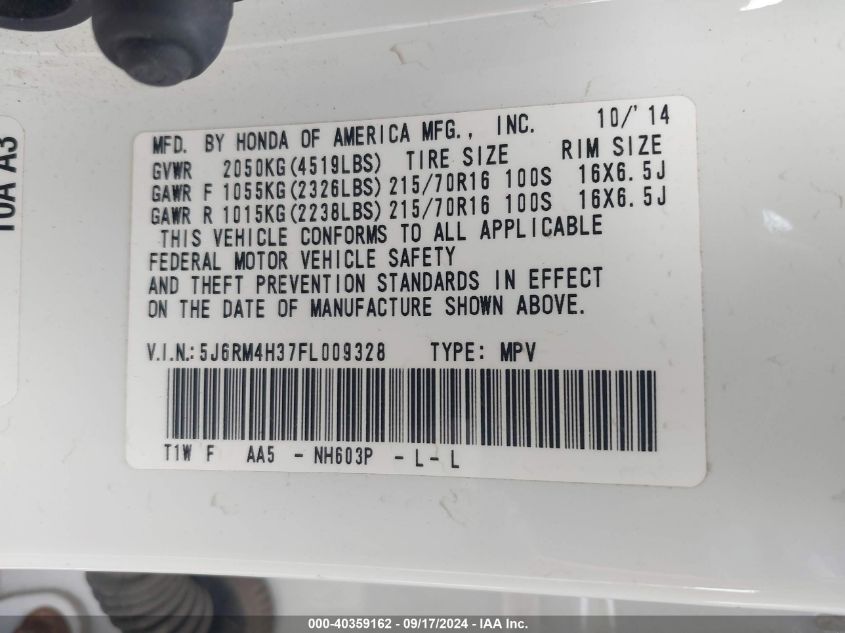 10A A3
MFD. BY HONDA OF AMERICA MFG., INC. 10/'14
GVWR 2050KG(4519LBS) TIRE SIZE RIM SIZE
GAWR F 1055KG(2326LBS) 215/70R16 100S 16X6.5J
GAWR R 1015KG(2238LBS) 215/70R16 100S 16X6.5J
THIS VEHICLE CONFORMS TO ALL APPLICABLE
FEDERAL MOTOR VEHICLE SAFETY
AND THEFT PREVENTION STANDARDS IN EFFECT
ON THE DATE OF MANUFACTURE SHOWN ABOVE.
V.I.N.: 5J6RM4H37FL009328 TYPE: MPV
T1W F AA5 - NH603P - L - L
000-40359162 - 09/17/2024 - IAA Inc.